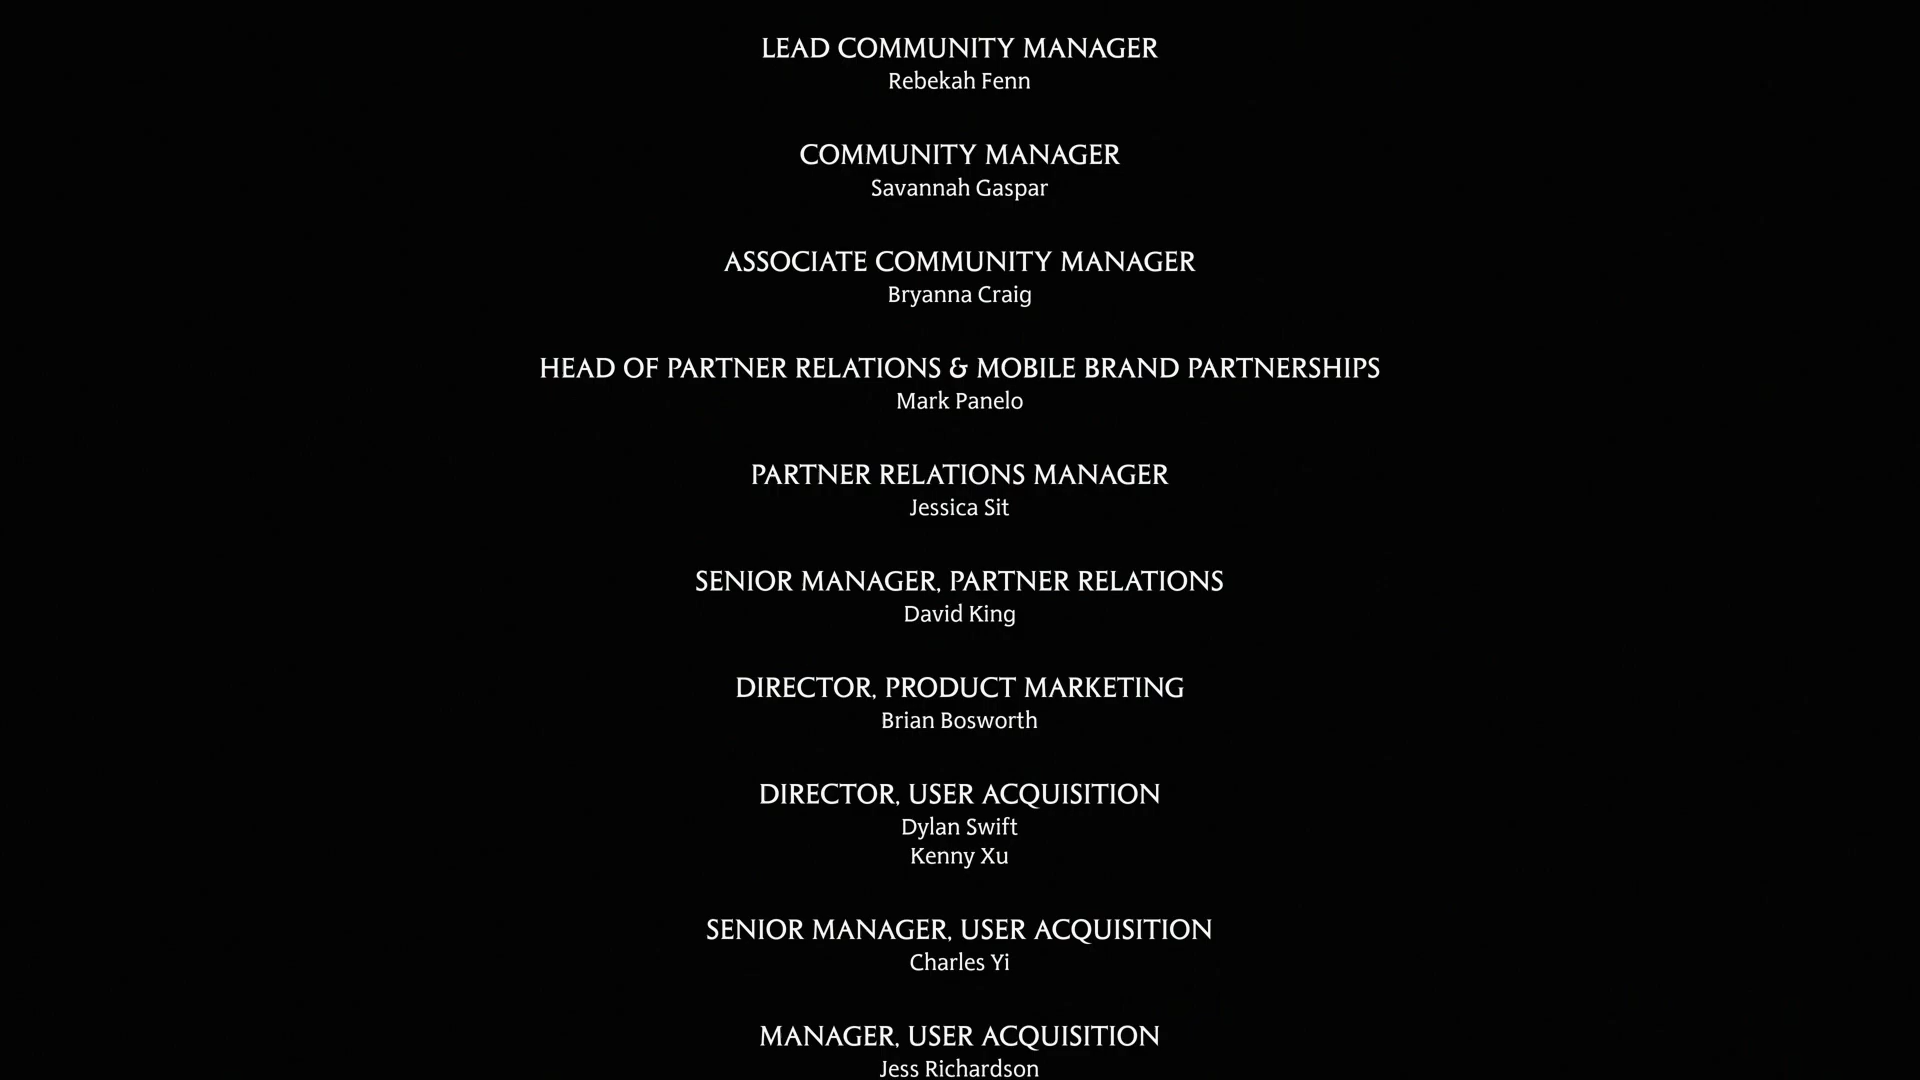 LEAD COMMUNITY MANAGER
Rebekah Fenn
COMMUNITY MANAGER
Savannah Gaspar
ASSOCIATE COMMUNITY MANAGER
Bryanna Craig
HEAD OF PARTNER RELATIONS & MOBILE BRAND PARTNERSHIPS
Mark Panelo
PARTNER RELATIONS MANAGER
Jessica Sit
SENIOR MANAGER, PARTNER RELATIONS
David King
DIRECTOR, PRODUCT MARKETING
Brian Bosworth
DIRECTOR, USER ACQUISITION
Dylan Swift
Kenny Xu
SENIOR MANAGER, USER ACQUISITION
Charles Yi
MANAGER, USER ACQUISITION
Jess Richardson